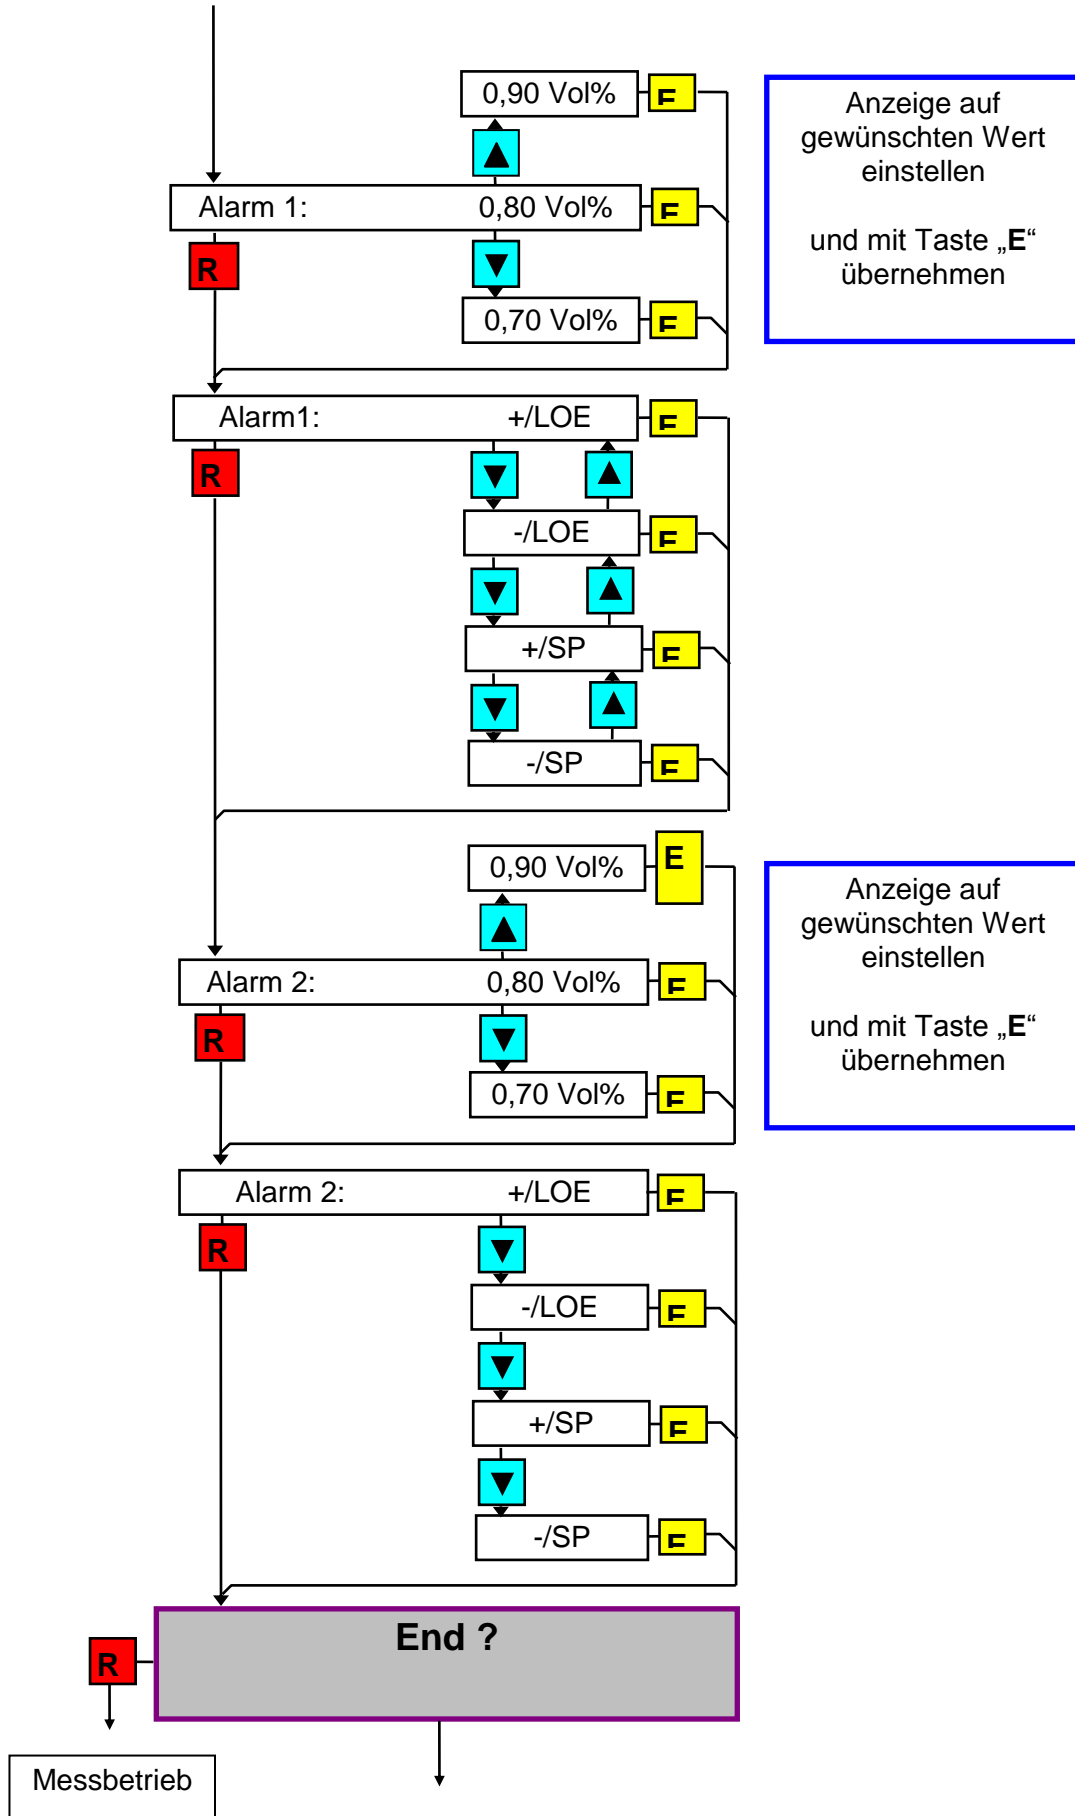 0,90 Vol% E
Anzeige auf
gewünschten Wert
einstellen
und mit Taste „E“
übernehmen
▲
Alarm 1: 0,80 Vol% E
R ▼
0,70 Vol% E
Alarm1: +/LOE E
R ▼ ▲
-/LOE E
▼ ▲
+/SP E
▼ ▲
-/SP E
0,90 Vol% E
Anzeige auf
gewünschten Wert
einstellen
und mit Taste „E“
übernehmen
▲
Alarm 2: 0,80 Vol% E
R ▼
0,70 Vol% E
Alarm 2: +/LOE E
R ▼
-/LOE E
▼
+/SP E
▼
-/SP E
End ?
R
Messbetrieb